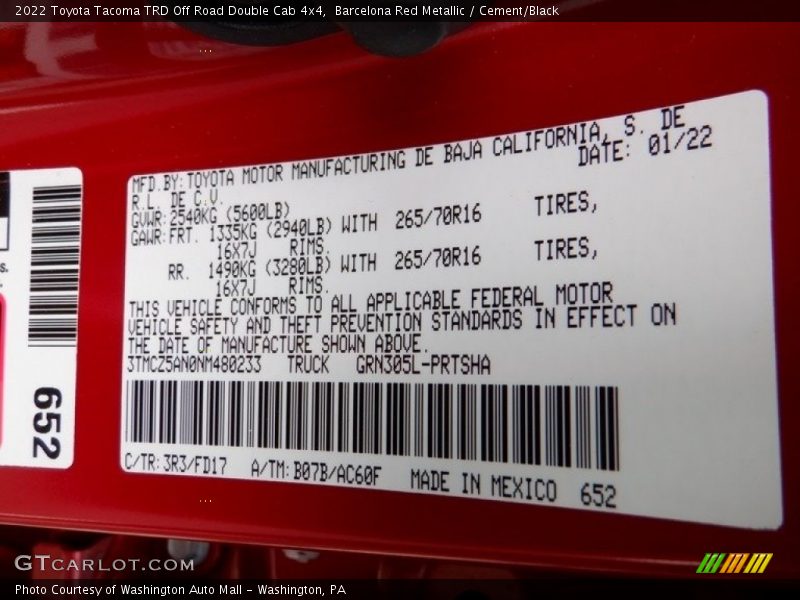 2022 Toyota Tacoma TRD Off Road Double Cab 4x4, Barcelona Red Metallic / Cement/Black
MFD.BY:TOYOTA MOTOR MANUFACTURING DE BAJA CALIFORNIA, S. DE
R.L. DE C.V. DATE: 01/22
GVWR:2540KG (5600LB)
GAWR:FRT. 1335KG (2940LB) WITH 265/70R16 TIRES,
16X7J RIMS.
RR. 1490KG (3280LB) WITH 265/70R16 TIRES,
16X7J RIMS.
THIS VEHICLE CONFORMS TO ALL APPLICABLE FEDERAL MOTOR
VEHICLE SAFETY AND THEFT PREVENTION STANDARDS IN EFFECT ON
THE DATE OF MANUFACTURE SHOWN ABOVE.
3TMCZ5AN0NM480233 TRUCK GRN305L-PRTSHA
C/TR:3R3/FD17 A/TM:B07B/AC60F MADE IN MEXICO 652
652
s.
GTCARLOT.COM
Photo Courtesy of Washington Auto Mall - Washington, PA